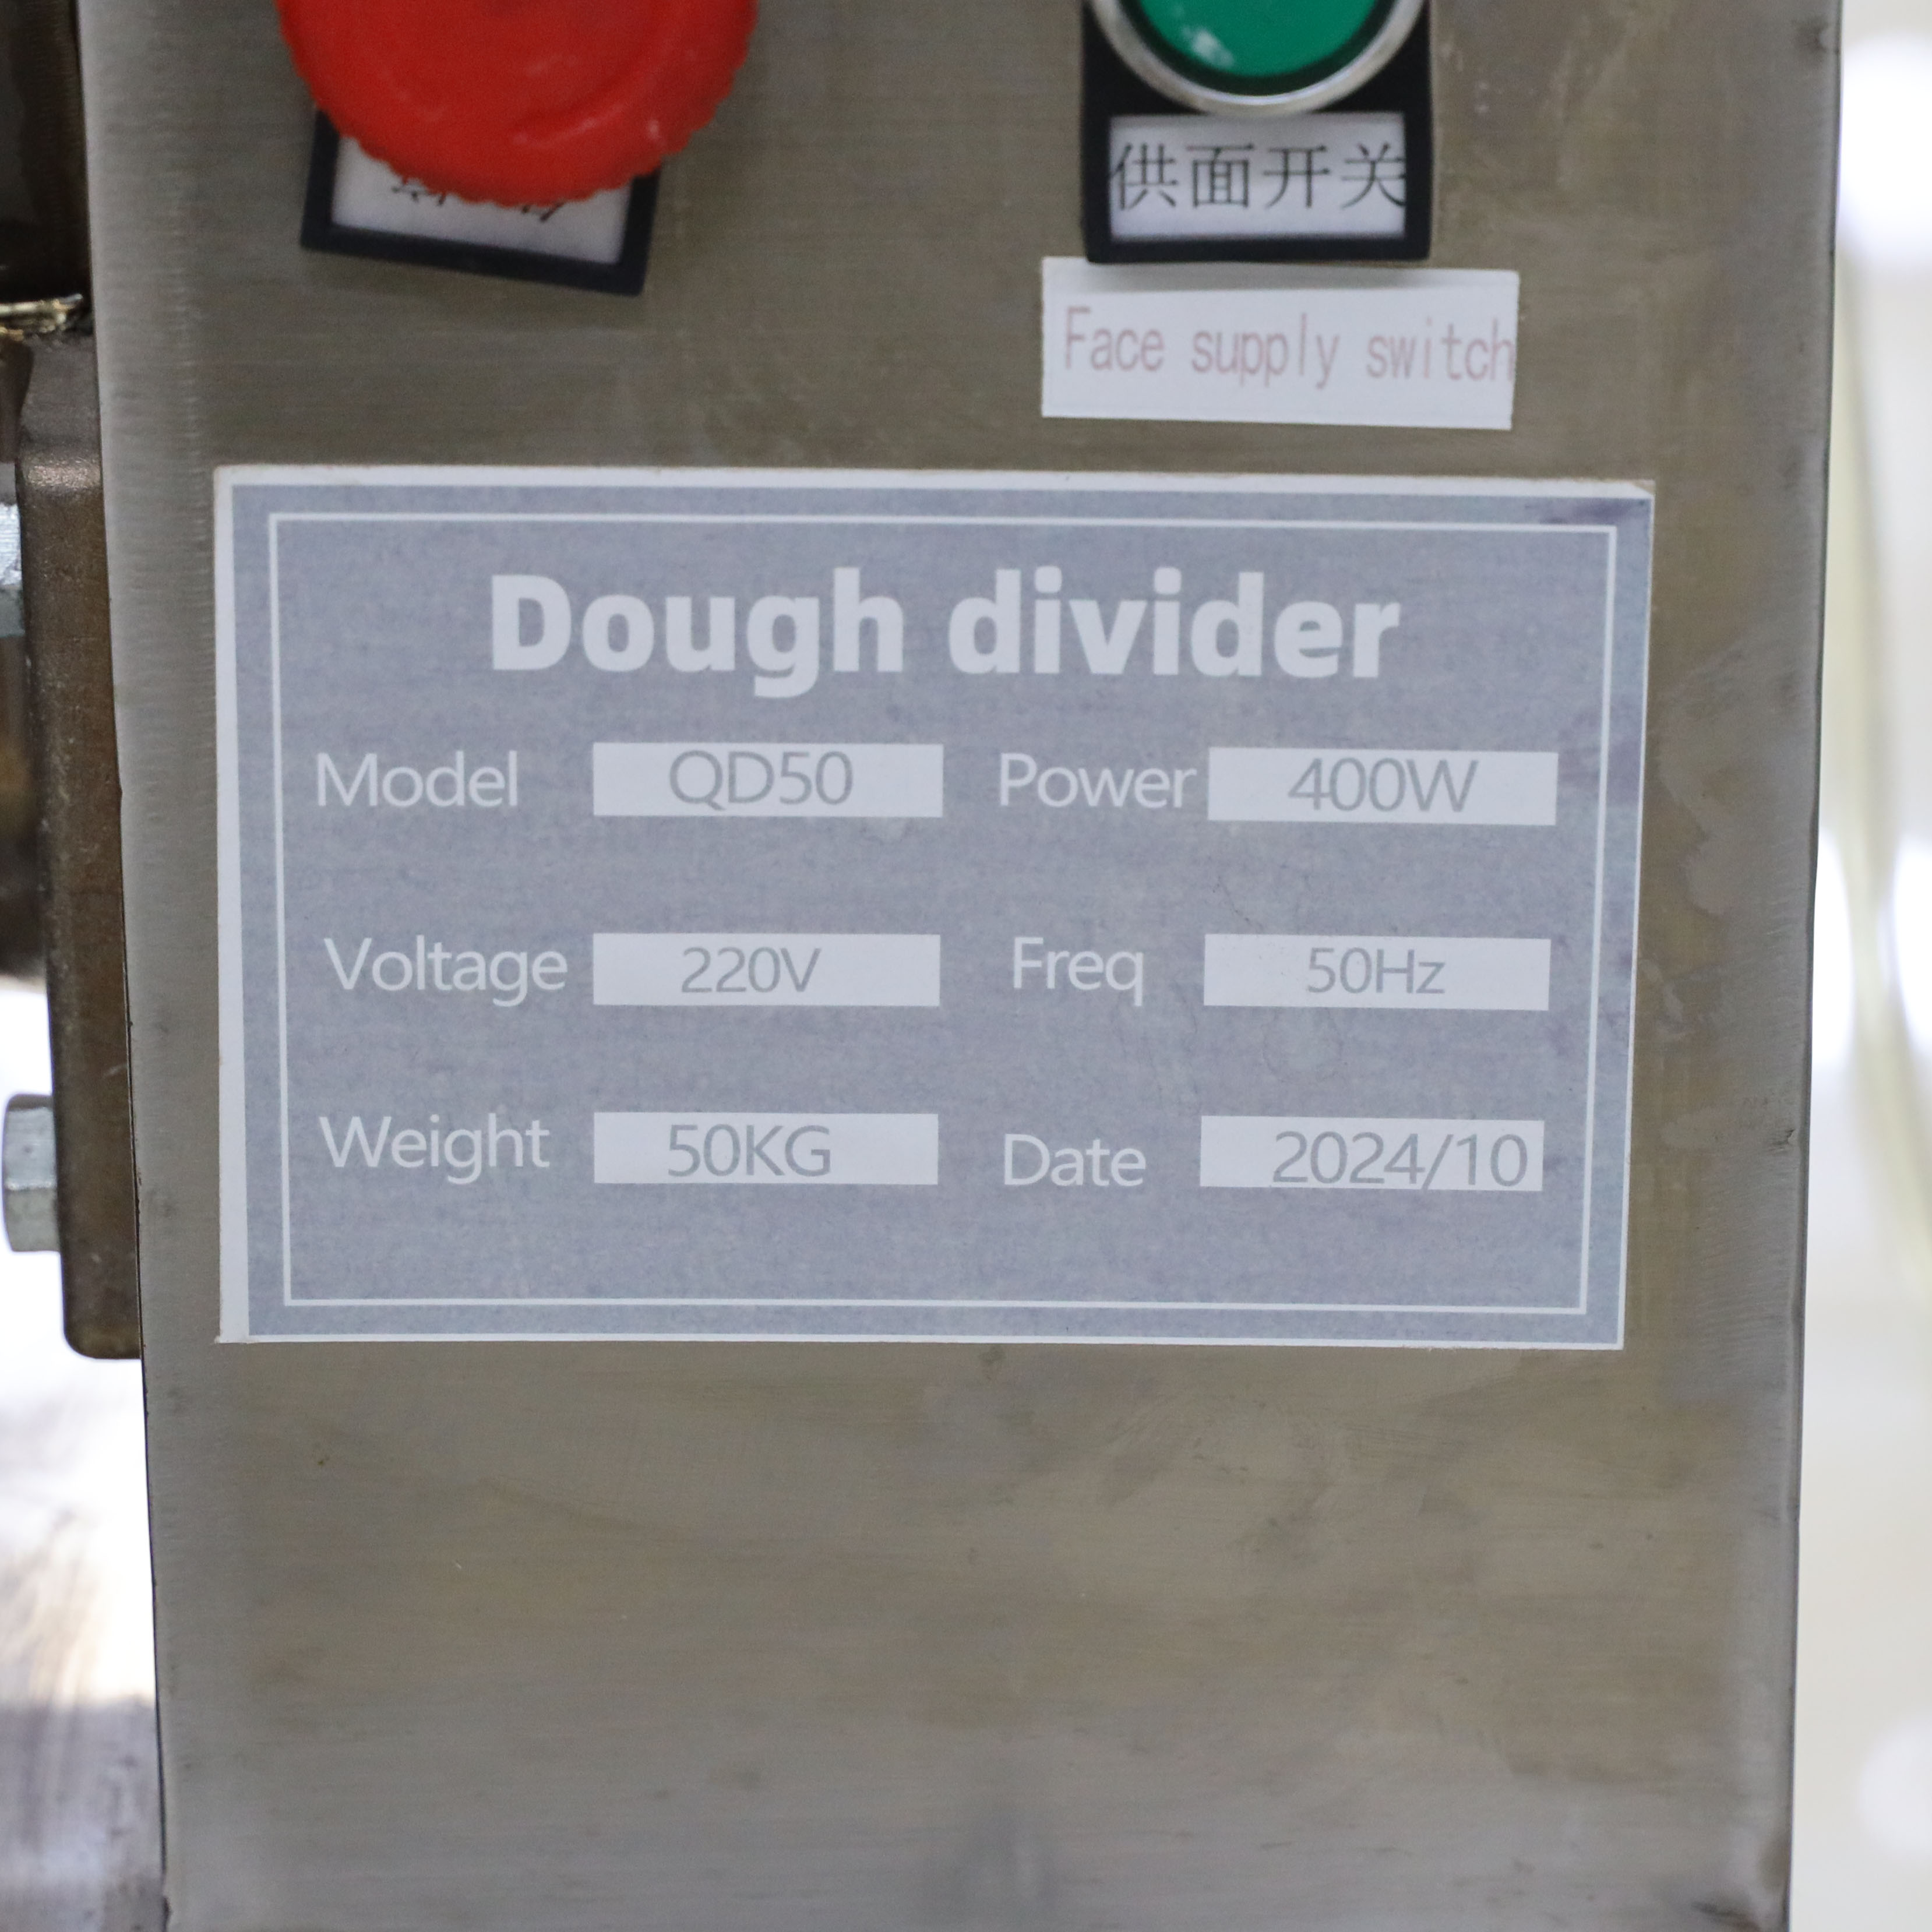 供面开关
Face supply switch
Dough divider
Model QD50 Power 400W
Voltage 220V Freq 50Hz
Weight 50KG Date 2024/10